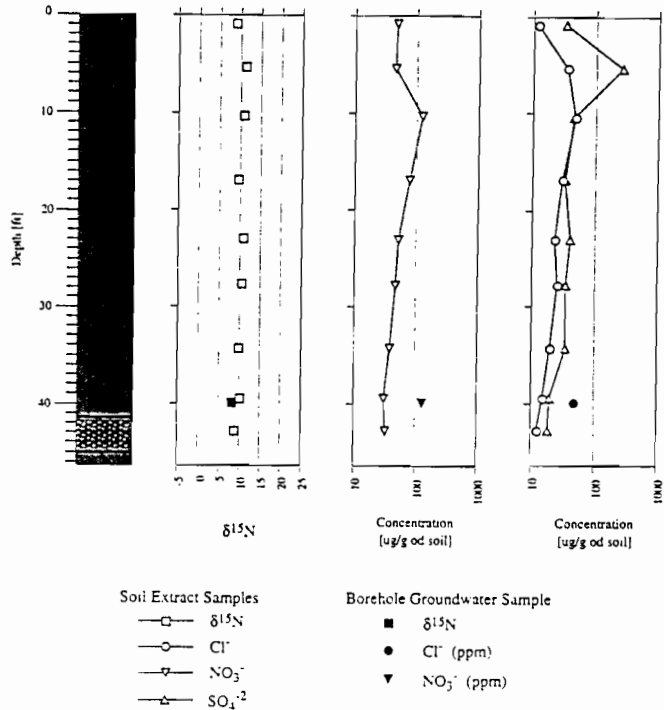 0
10
20
30
40
Depth [ft]
-5 0 5 10 15 20 25
20 100 1000
10 100 1000
δ¹⁵N
Concentration
[ug/g od soil]
Concentration
[ug/g od soil]
Soil Extract Samples
δ¹⁵N
Cl⁻
NO₃⁻
SO₄⁻²
Borehole Groundwater Sample
δ¹⁵N
Cl⁻ (ppm)
NO₃⁻ (ppm)